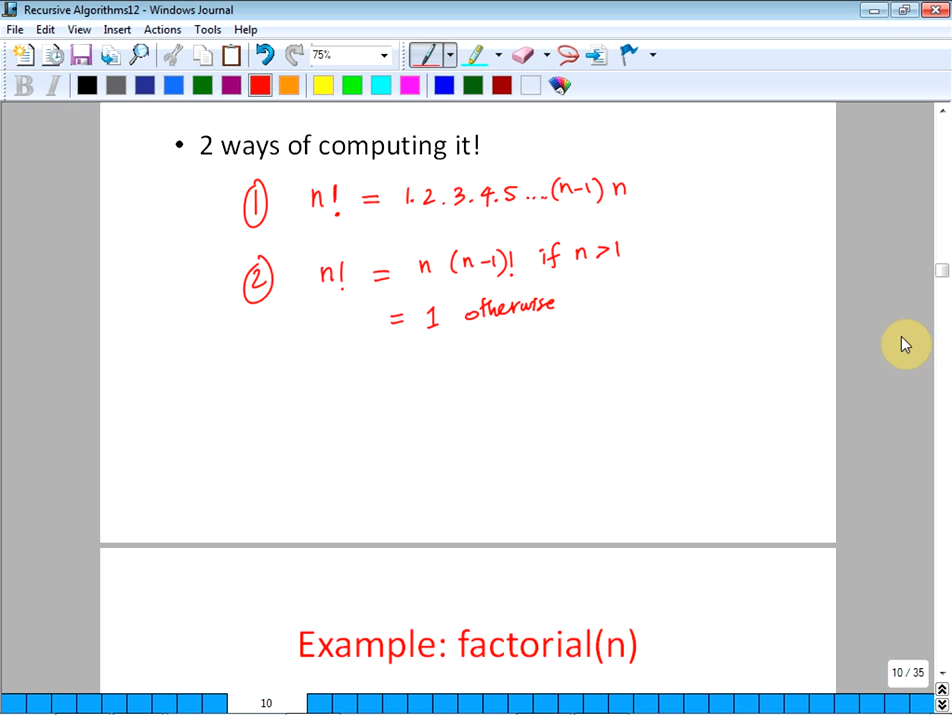 Recursive Algorithms12 - Windows Journal
File Edit View Insert Actions Tools Help
75%
B I
• 2 ways of computing it!
① n! = 1.2.3.4.5....(n-1) n
② n! = n (n-1)! if n>1
= 1 otherwise
Example: factorial(n)
10 / 35
10